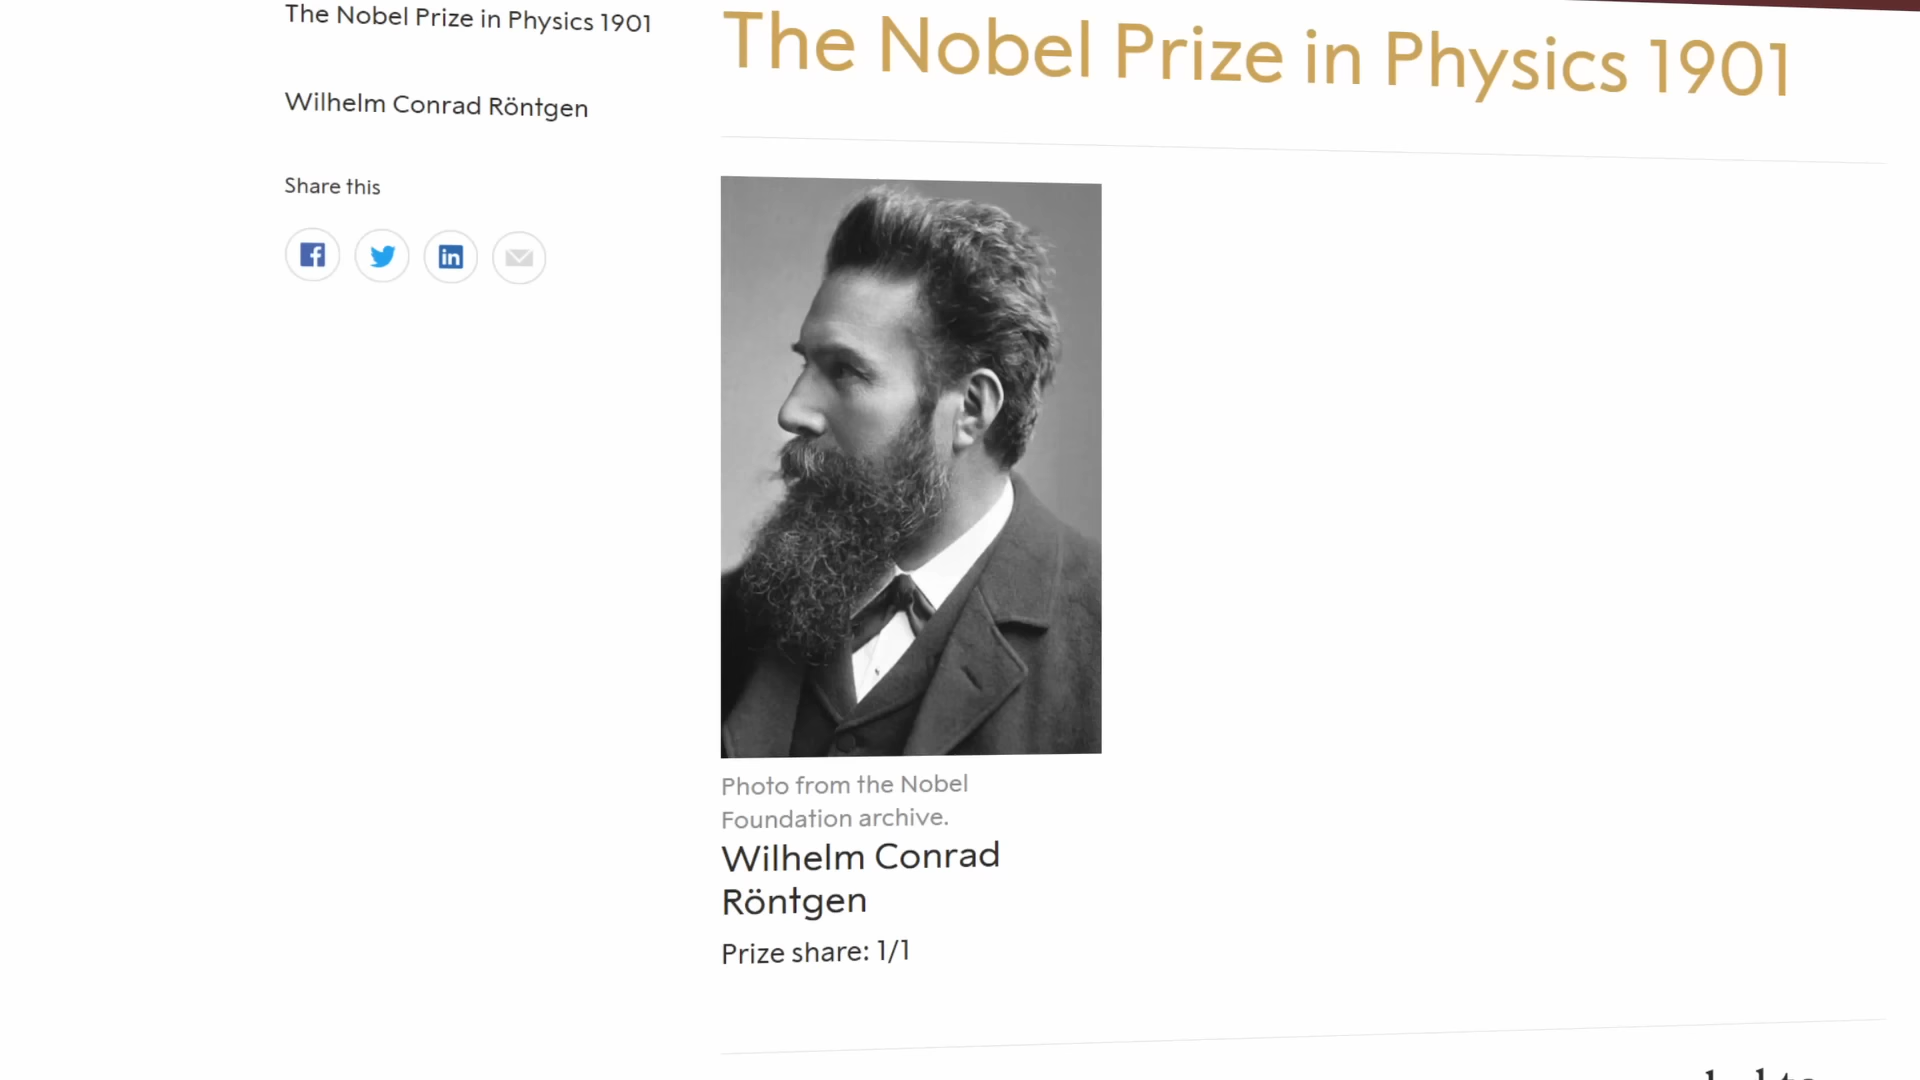 The Nobel Prize in Physics 1901
Wilhelm Conrad Röntgen
Share this
The Nobel Prize in Physics 1901
Photo from the Nobel
Foundation archive.
Wilhelm Conrad
Röntgen
Prize share: 1/1